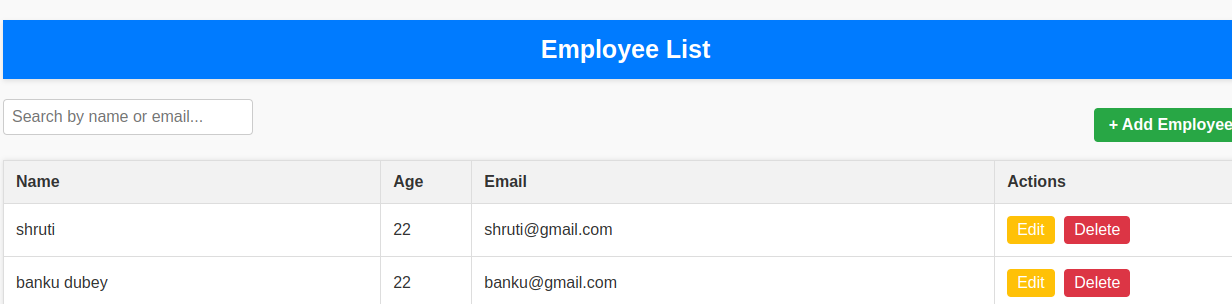 Employee List
Search by name or email...
+ Add Employee
Name Age Email Actions
shruti 22 shruti@gmail.com Edit Delete
banku dubey 22 banku@gmail.com Edit Delete